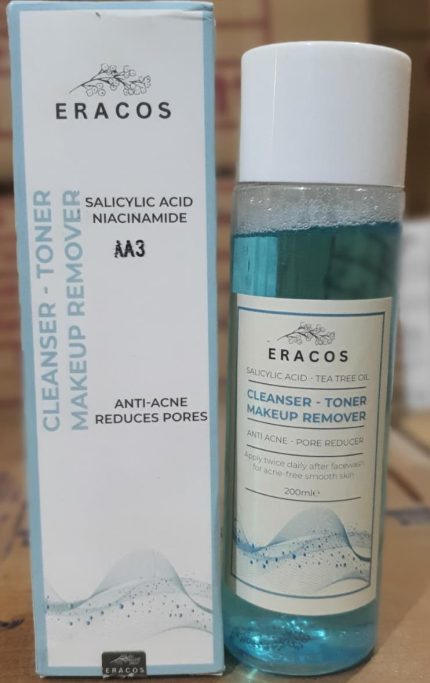 ERACOS
SALICYLIC ACID
NIACINAMIDE
AA3
CLEANSER - TONER
MAKEUP REMOVER
ANTI-ACNE
REDUCES PORES
ERACOS
ERACOS
SALICYLIC ACID - TEA TREE OIL
CLEANSER - TONER
MAKEUP REMOVER
ANTI ACNE - PORE REDUCER
Apply twice daily after facewash
for acne-free smooth skin
200ml℮